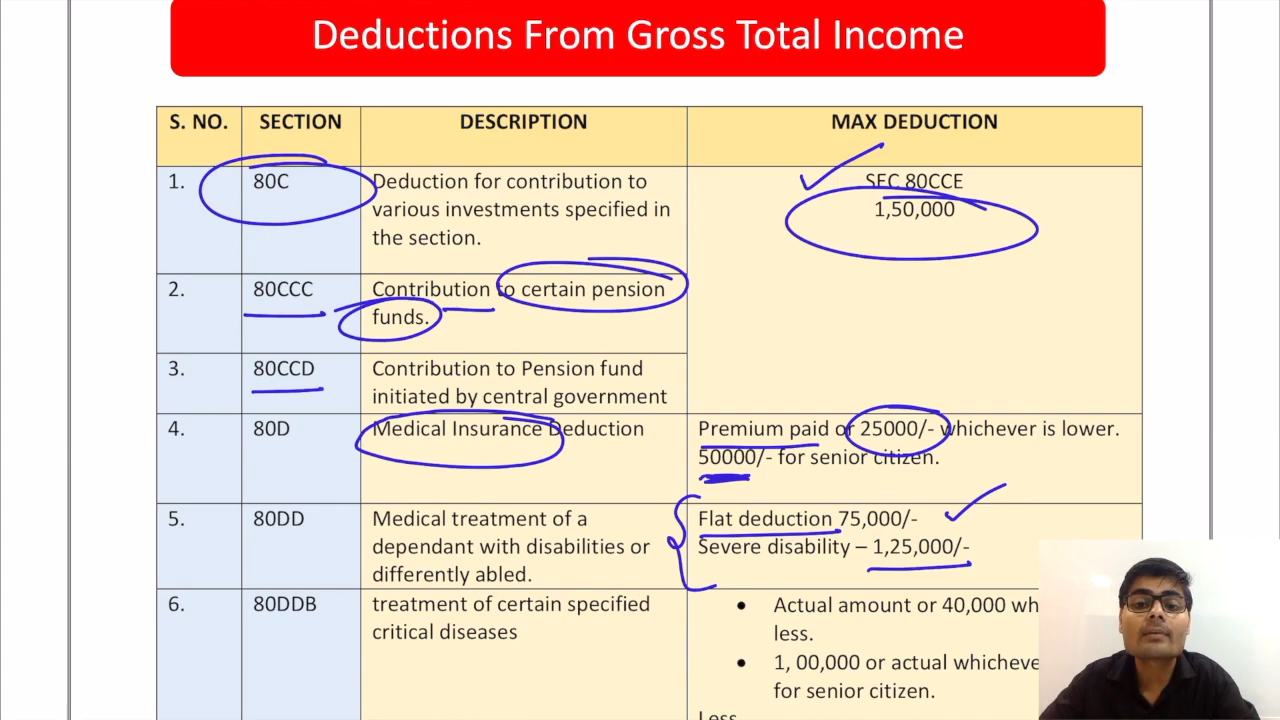 Deductions From Gross Total Income
S. NO. SECTION DESCRIPTION MAX DEDUCTION
1. 80C Deduction for contribution to SEC 80CCE
various investments specified in 1,50,000
the section.
2. 80CCC Contribution to certain pension
funds.
3. 80CCD Contribution to Pension fund
initiated by central government
4. 80D Medical Insurance Deduction Premium paid or 25000/- whichever is lower.
50000/- for senior citizen.
5. 80DD Medical treatment of a Flat deduction 75,000/-
dependant with disabilities or Severe disability – 1,25,000/-
differently abled.
6. 80DDB treatment of certain specified • Actual amount or 40,000 wh
critical diseases less.
• 1, 00,000 or actual whicheve
for senior citizen.
Less